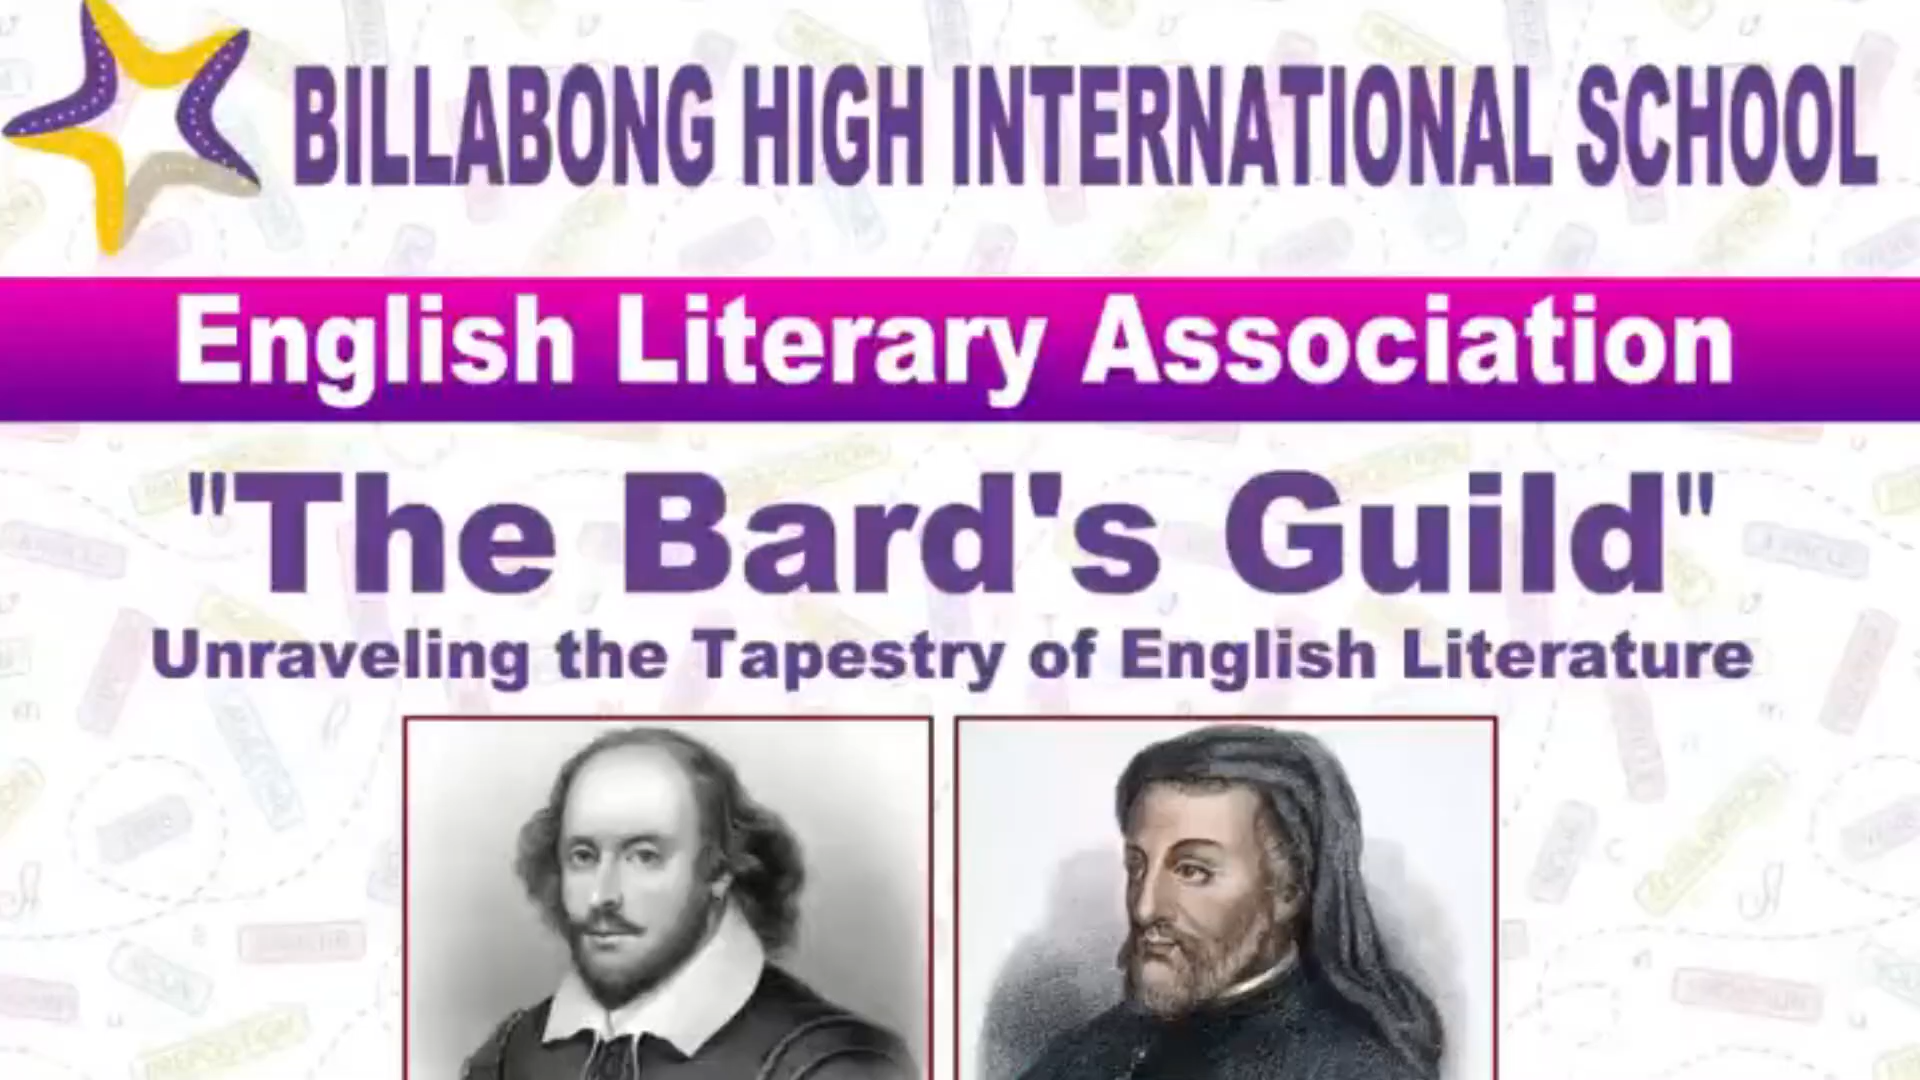 BILLABONG HIGH INTERNATIONAL SCHOOL
English Literary Association
"The Bard's Guild"
Unraveling the Tapestry of English Literature